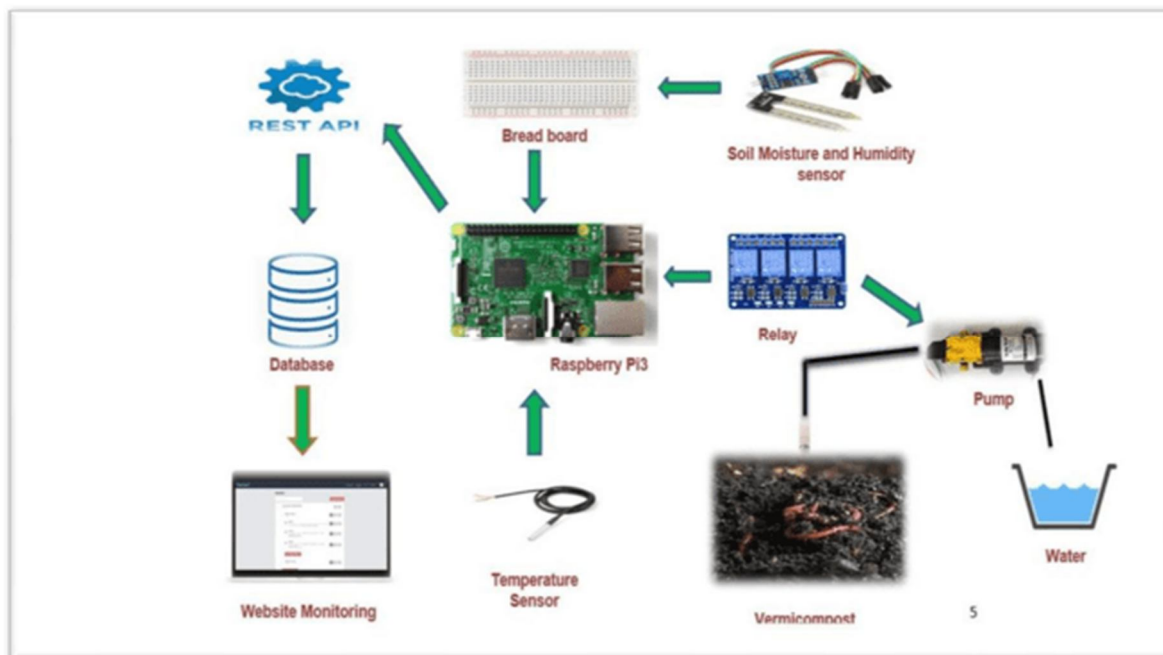 REST API
Bread board
Soil Moisture and Humidity
sensor
Relay
Database
Raspberry Pi3
Pump
Temperature
Sensor
Water
Website Monitoring
Vermicompost
5